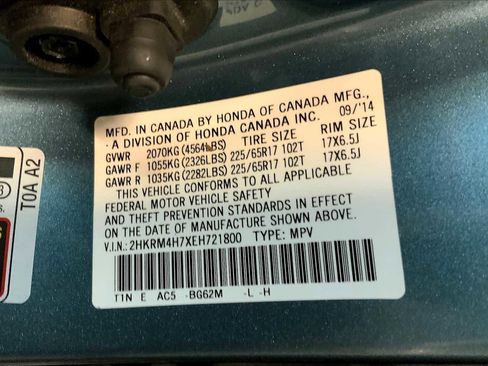 MFD. IN CANADA BY HONDA OF CANADA MFG.,
A DIVISION OF HONDA CANADA INC. 09/'14
GVWR 2070KG(4564LBS) TIRE SIZE RIM SIZE
GAWR F 1055KG(2326LBS) 225/65R17 102T 17X6.5J
GAWR R 1035KG(2282LBS) 225/65R17 102T 17X6.5J
THIS VEHICLE CONFORMS TO ALL APPLICABLE
FEDERAL MOTOR VEHICLE SAFETY AND
THEFT PREVENTION STANDARDS IN EFFECT
ON THE DATE OF MANUFACTURE SHOWN ABOVE.
V.I.N: 2HKRM4H7XEH721800 TYPE: MPV
T1N E AC5 -BG62M -L -H
T0A A2